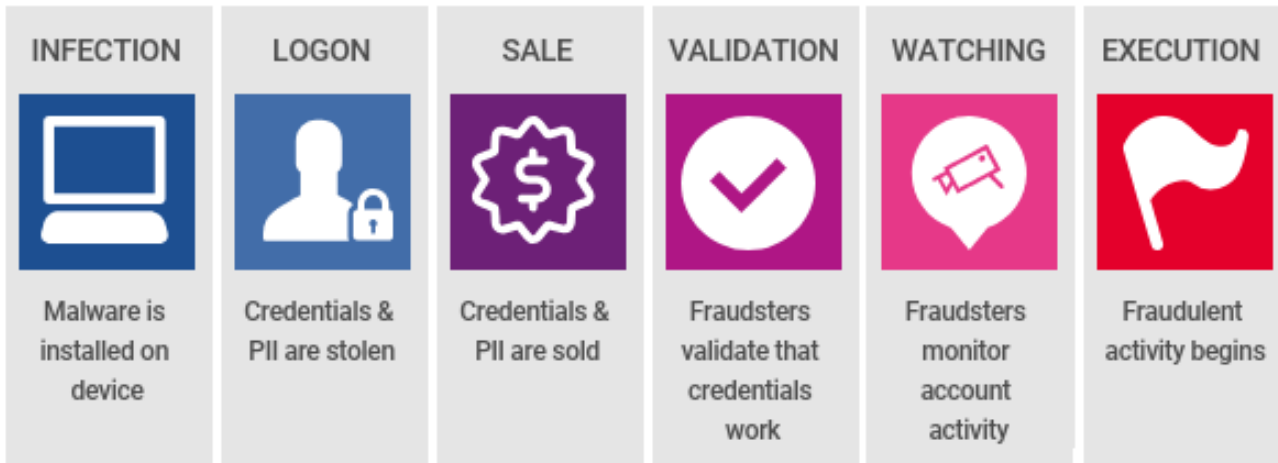 INFECTION
Malware is
installed on
device
LOGON
Credentials &
PII are stolen
SALE
$
Credentials &
PII are sold
VALIDATION
Fraudsters
validate that
credentials
work
WATCHING
Fraudsters
monitor
account
activity
EXECUTION
Fraudulent
activity begins